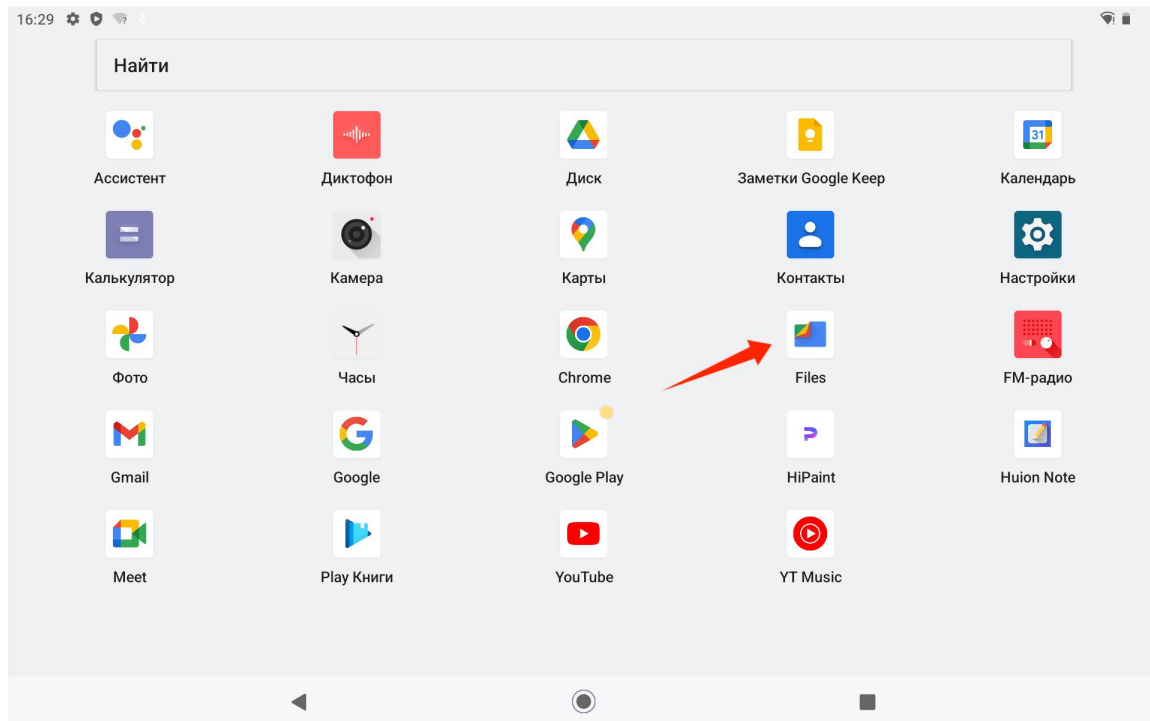 16:29
Найти
Ассистент
Диктофон
Диск
Заметки Google Keep
31
Календарь
Калькулятор
Камера
Карты
Контакты
Настройки
Фото
Часы
Chrome
Files
FM-радио
Gmail
Google
Google Play
HiPaint
Huion Note
Meet
Play Книги
YouTube
YT Music